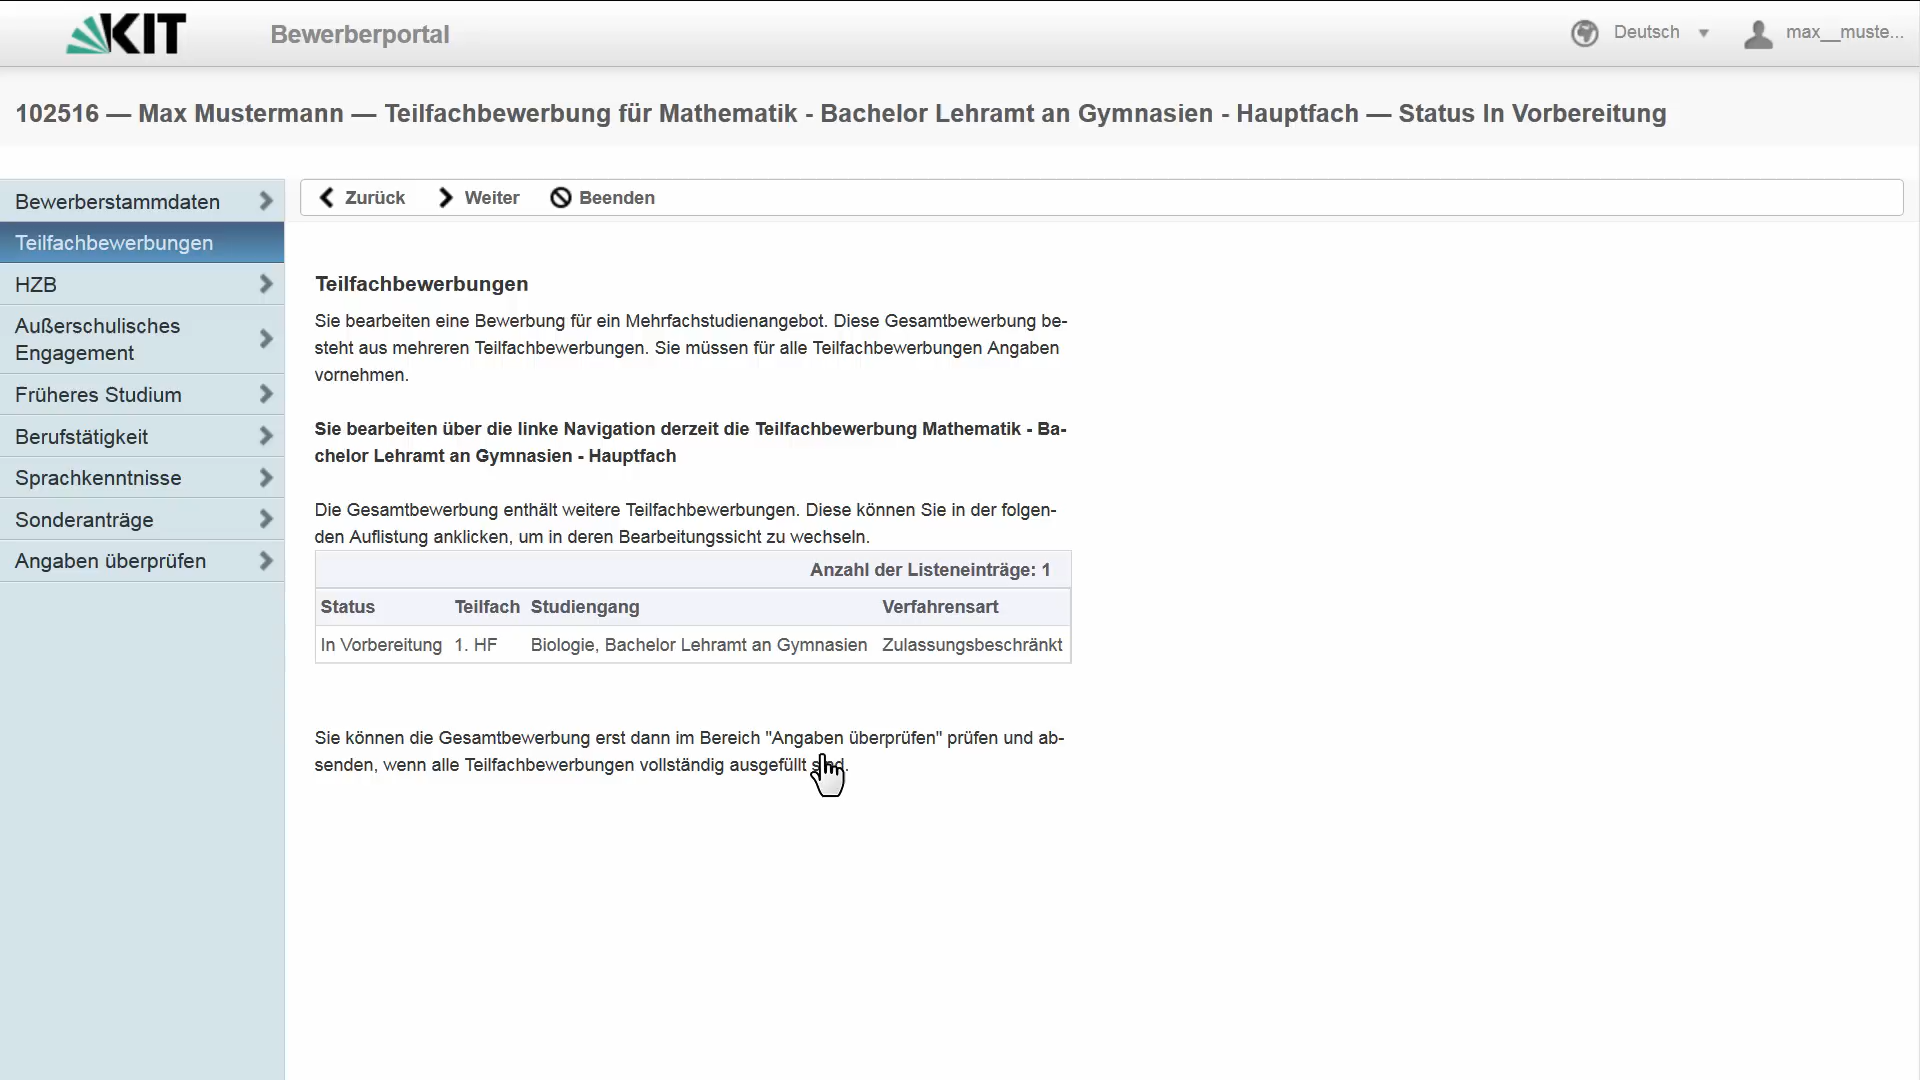 KIT
Bewerberportal
Deutsch
max__muste...
102516 — Max Mustermann — Teilfachbewerbung für Mathematik - Bachelor Lehramt an Gymnasien - Hauptfach — Status In Vorbereitung
Bewerberstammdaten
Teilfachbewerbungen
HZB
Außerschulisches
Engagement
Früheres Studium
Berufstätigkeit
Sprachkenntnisse
Sonderanträge
Angaben überprüfen
Zurück Weiter Beenden
Teilfachbewerbungen
Sie bearbeiten eine Bewerbung für ein Mehrfachstudienangebot. Diese Gesamtbewerbung be-
steht aus mehreren Teilfachbewerbungen. Sie müssen für alle Teilfachbewerbungen Angaben
vornehmen.
Sie bearbeiten über die linke Navigation derzeit die Teilfachbewerbung Mathematik - Ba-
chelor Lehramt an Gymnasien - Hauptfach
Die Gesamtbewerbung enthält weitere Teilfachbewerbungen. Diese können Sie in der folgen-
den Auflistung anklicken, um in deren Bearbeitungssicht zu wechseln.
Anzahl der Listeneinträge: 1
Status Teilfach Studiengang Verfahrensart
In Vorbereitung 1. HF Biologie, Bachelor Lehramt an Gymnasien Zulassungsbeschränkt
Sie können die Gesamtbewerbung erst dann im Bereich "Angaben überprüfen" prüfen und ab-
senden, wenn alle Teilfachbewerbungen vollständig ausgefüllt sind.